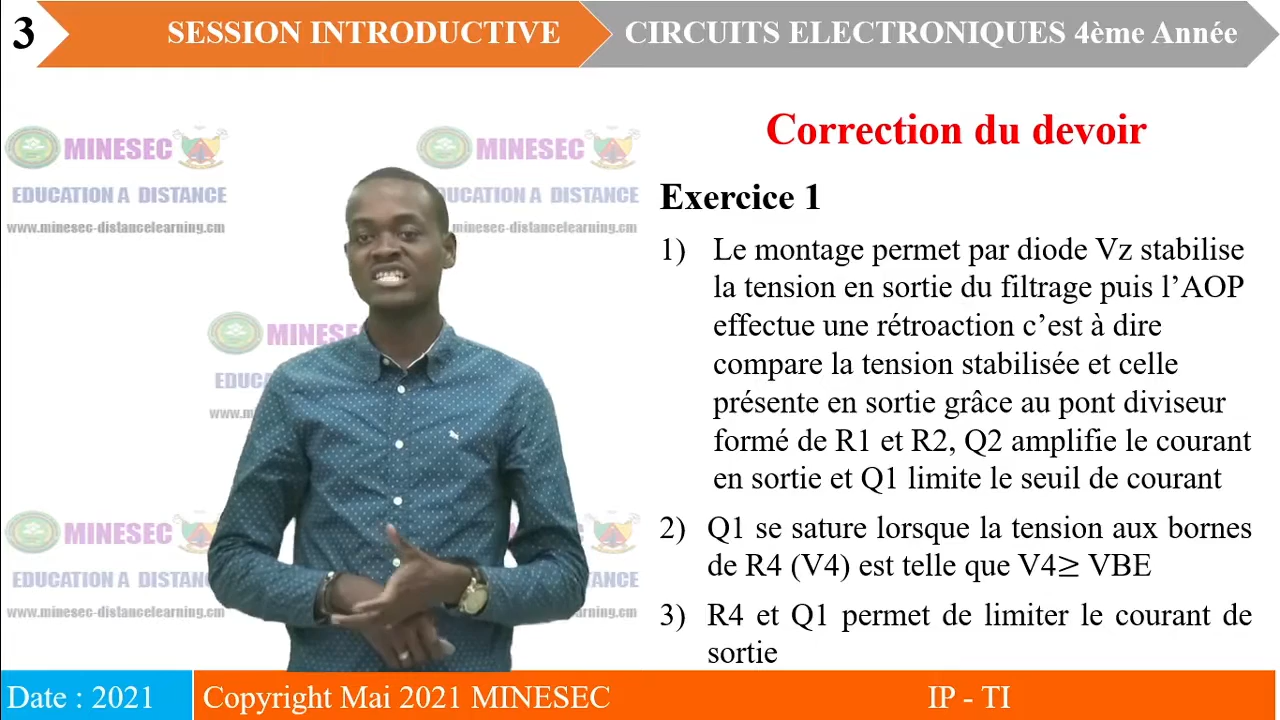 3
SESSION INTRODUCTIVE
CIRCUITS ELECTRONIQUES 4ème Année
MINESEC
EDUCATION A DISTANCE
www.minesec-distancelearning.cm
MINESEC
EDUCATION A DISTANCE
www.minesec-distancelearning.cm
MINESEC
MINESEC
EDUCATION A DISTAN
www.minesec-distancelearning.cm
Correction du devoir
Exercice 1
1) Le montage permet par diode Vz stabilise
la tension en sortie du filtrage puis l’AOP
effectue une rétroaction c’est à dire
compare la tension stabilisée et celle
présente en sortie grâce au pont diviseur
formé de R1 et R2, Q2 amplifie le courant
en sortie et Q1 limite le seuil de courant
2) Q1 se sature lorsque la tension aux bornes
de R4 (V4) est telle que V4≥ VBE
3) R4 et Q1 permet de limiter le courant de
sortie
Date : 2021
Copyright Mai 2021 MINESEC
IP - TI